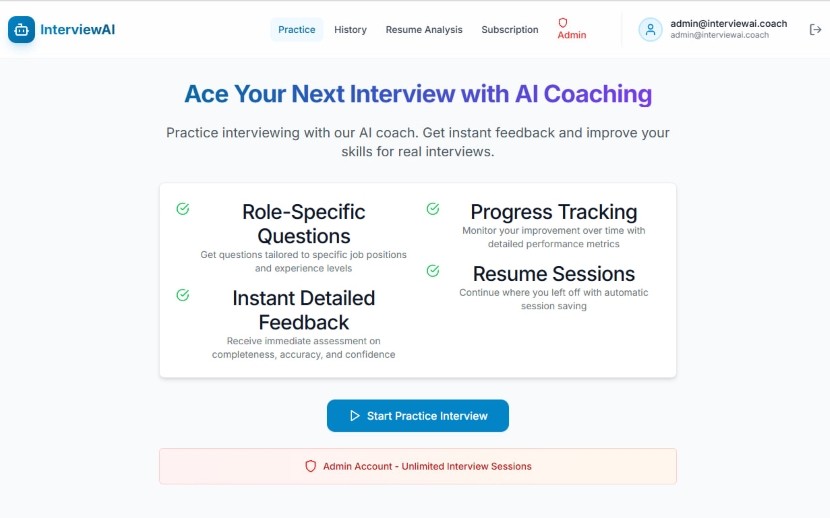 InterviewAI
Practice
History
Resume Analysis
Subscription
Admin
admin@interviewai.coach
admin@interviewai.coach
Ace Your Next Interview with AI Coaching
Practice interviewing with our AI coach. Get instant feedback and improve your
skills for real interviews.
Role-Specific
Questions
Get questions tailored to specific job positions
and experience levels
Instant Detailed
Feedback
Receive immediate assessment on
completeness, accuracy, and confidence
Progress Tracking
Monitor your improvement over time with
detailed performance metrics
Resume Sessions
Continue where you left off with automatic
session saving
Start Practice Interview
Admin Account - Unlimited Interview Sessions